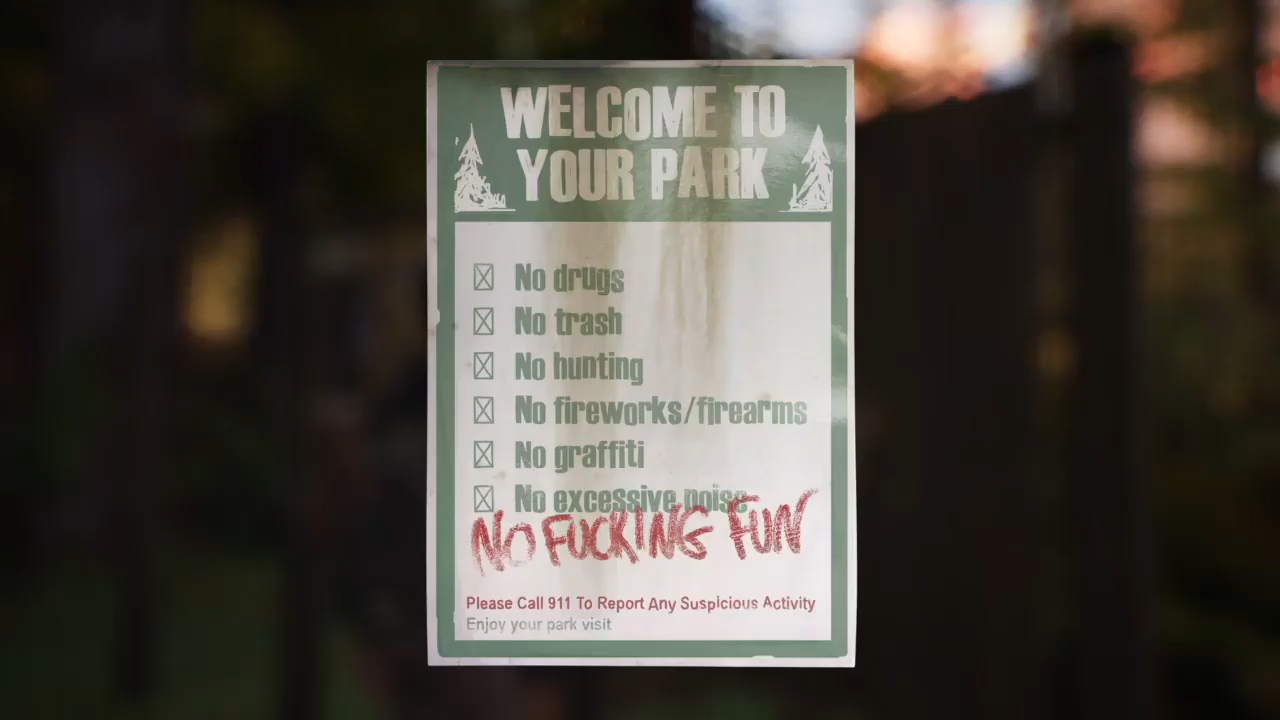 WELCOME TO
YOUR PARK
No drugs
No trash
No hunting
No fireworks/firearms
No graffiti
No excessive noise
NO FUCKING FUN
Please Call 911 To Report Any Suspicious Activity
Enjoy your park visit